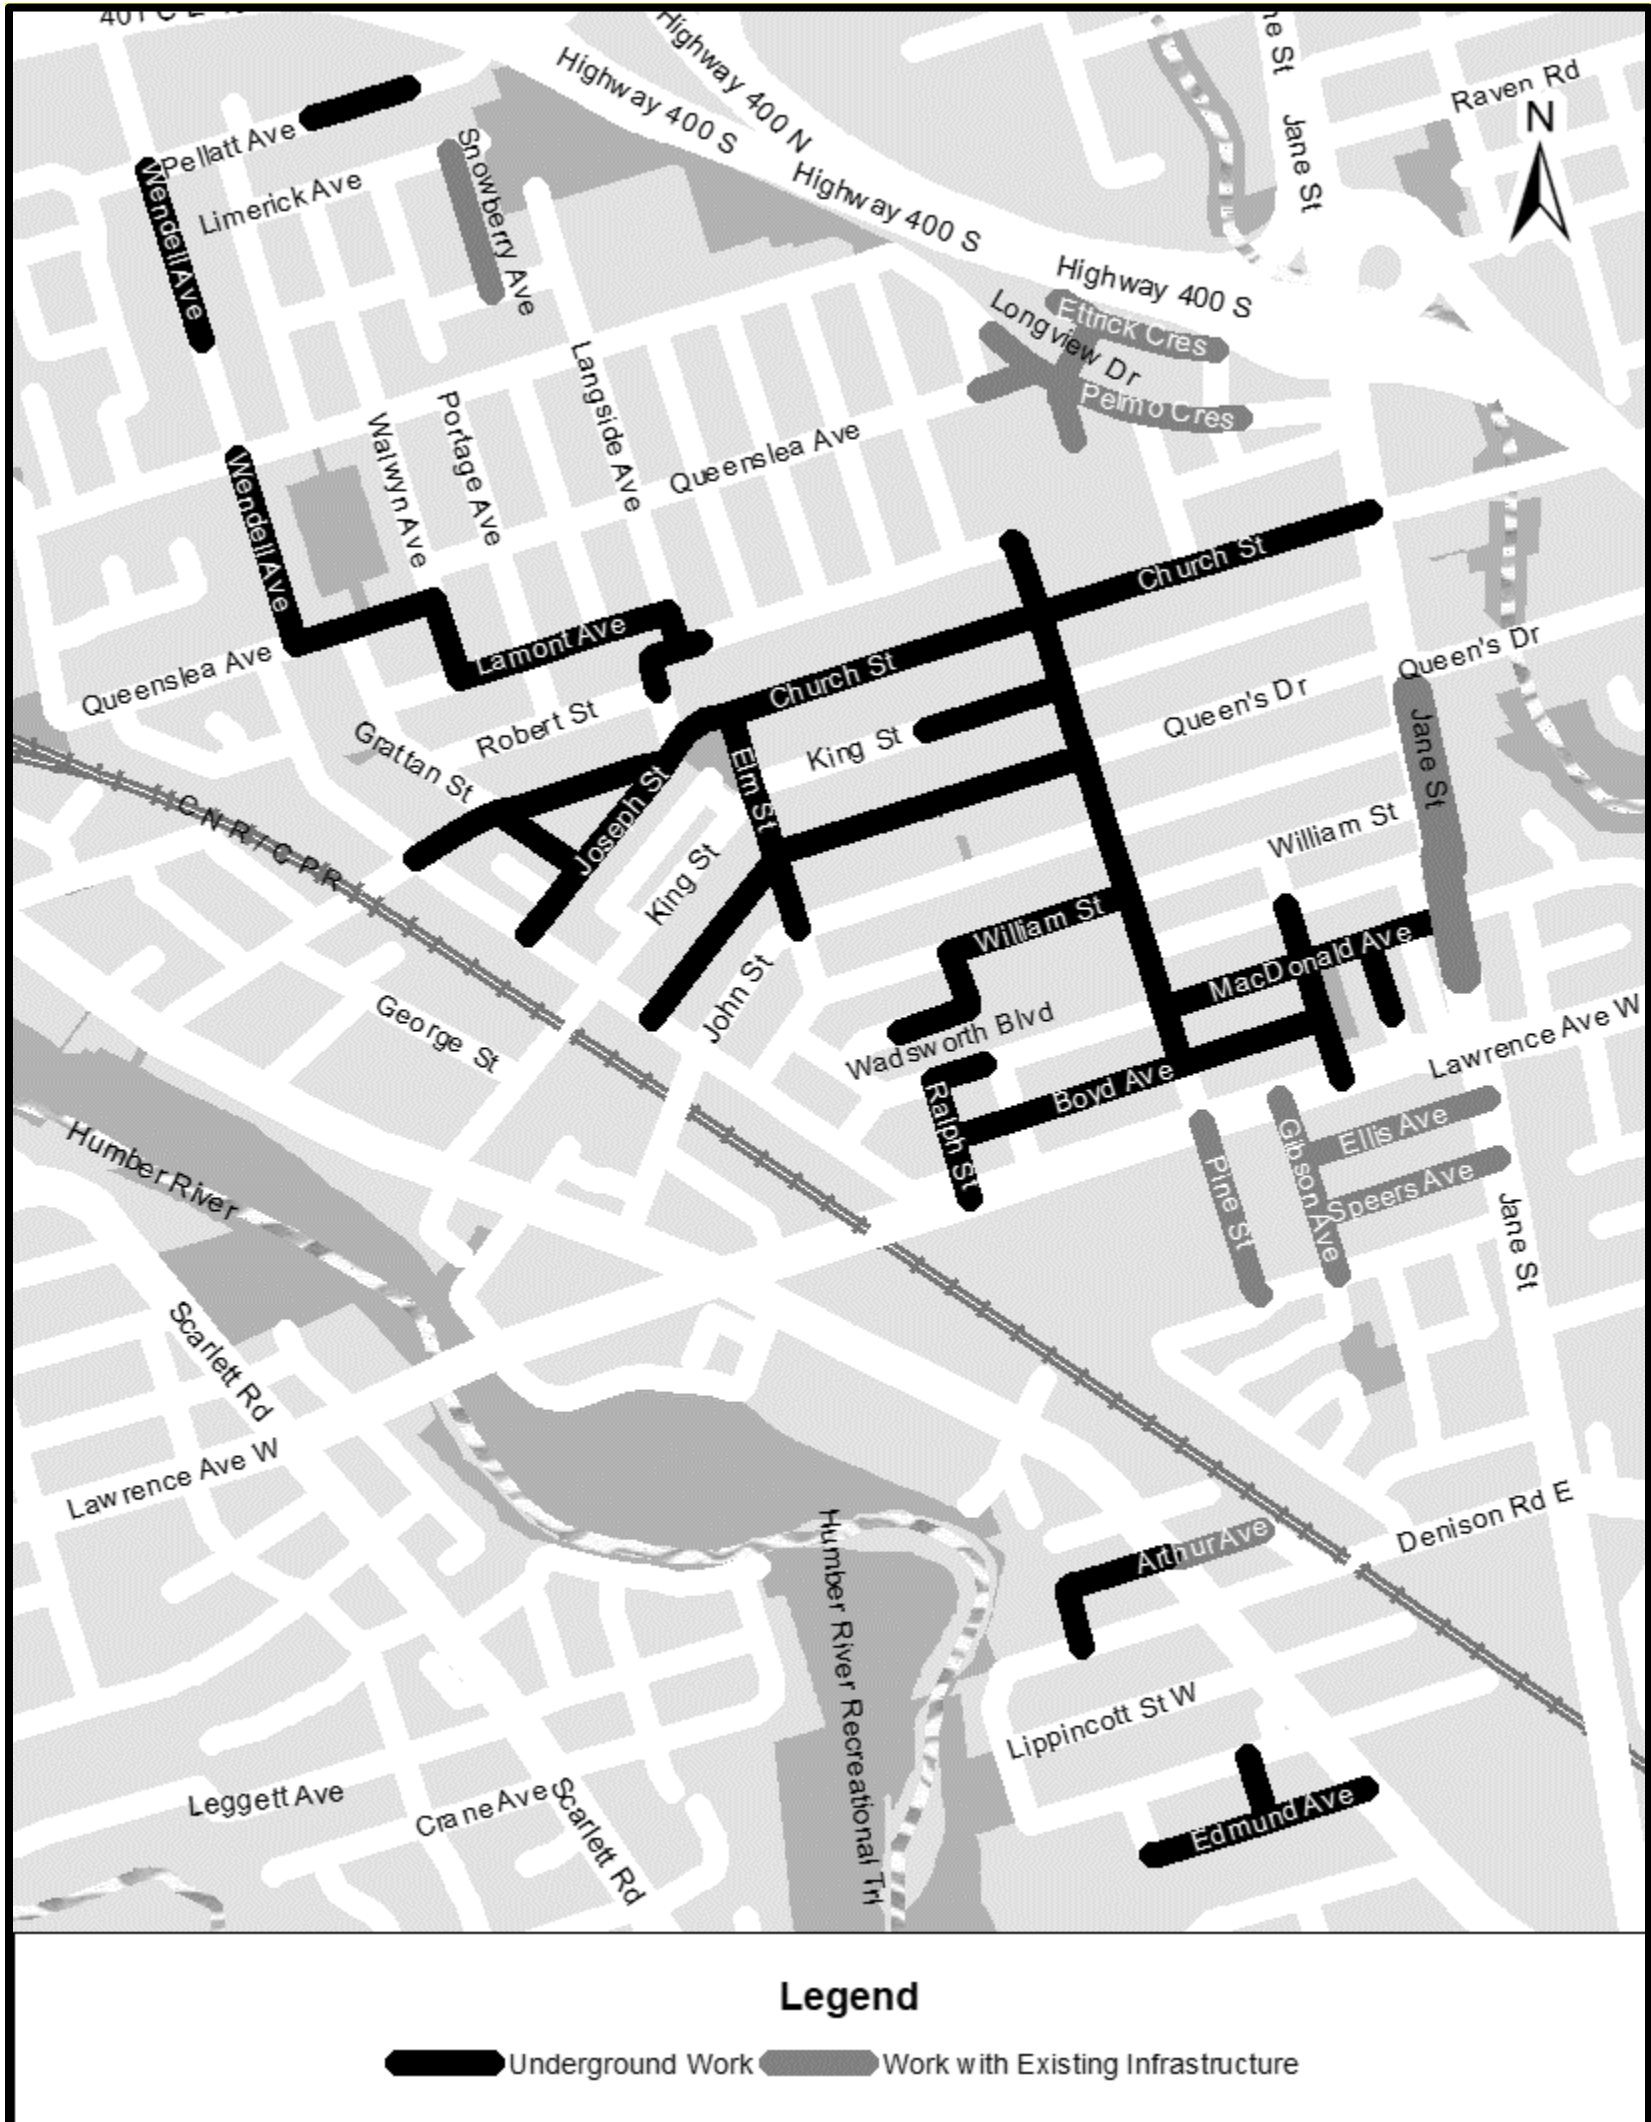 Highway 400 N
Highway 400 S
Jane St
Raven Rd
N
Jane St
Pellatt Ave
Snowberry Ave
Limerick Ave
Wendell Ave
Highway 400 S
Highway 400 S
Longview Dr
Ettrick Cres
Pelmo Cres
Langside Ave
Portage Ave
Walwyn Ave
Queenslea Ave
Wendell Ave
Church St
Lamont Ave
Queenslea Ave
Church St
Queen's Dr
Queen's Dr
Robert St
Grattan St
King St
Elm St
Jane St
Joseph St
William St
C N R / C P R
King St
William St
MacDonald Ave
John St
George St
Wadsworth Blvd
Lawrence Ave W
Boyd Ave
Ralph St
Ellis Ave
Gibson Ave
Pine St
Speers Ave
Jane St
Humber River
Scarlett Rd
Lawrence Ave W
Denison Rd E
Arthur Ave
Humber River Recreational Trl
Lippincott St W
Leggett Ave
Crane Ave
Scarlett Rd
Edmund Ave
Legend
Underground Work
Work with Existing Infrastructure